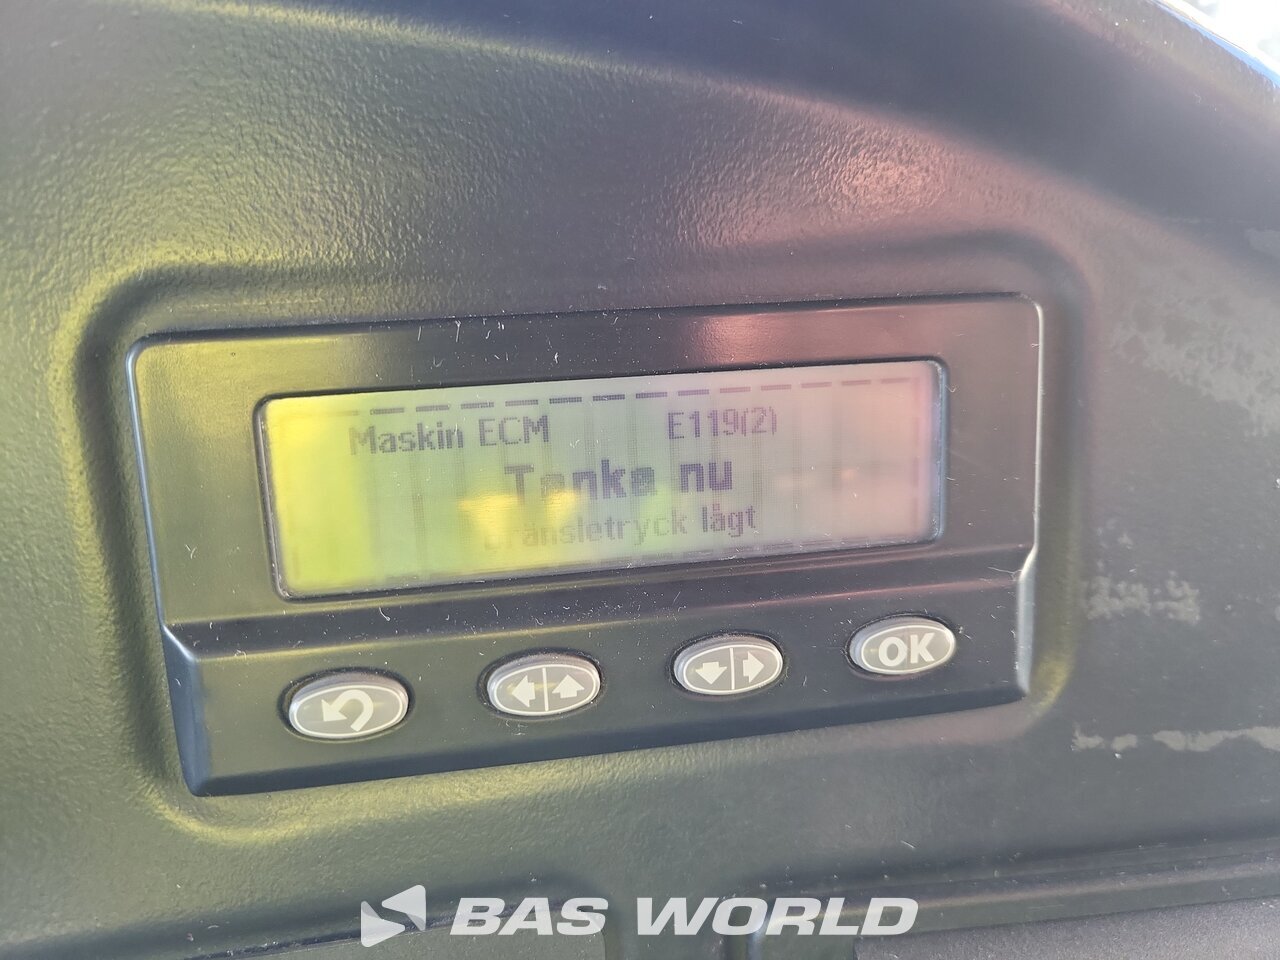 Maskin ECM E119(2)
Tanka nu
Bränsletryck lågt
OK
BAS WORLD